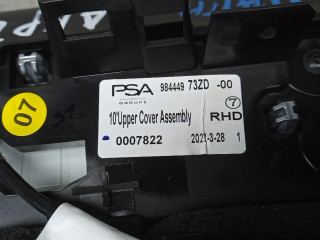 PSA 984449 73ZD -00
GROUPE
7
10"Upper Cover Assembly RHD
0007822 2021-3-28 1
07